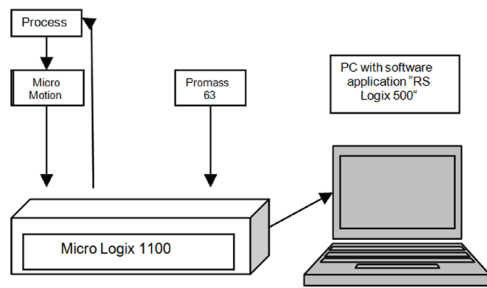 Process
Micro
Motion
Promass
63
PC with software
application "RS
Logix 500"
Micro Logix 1100